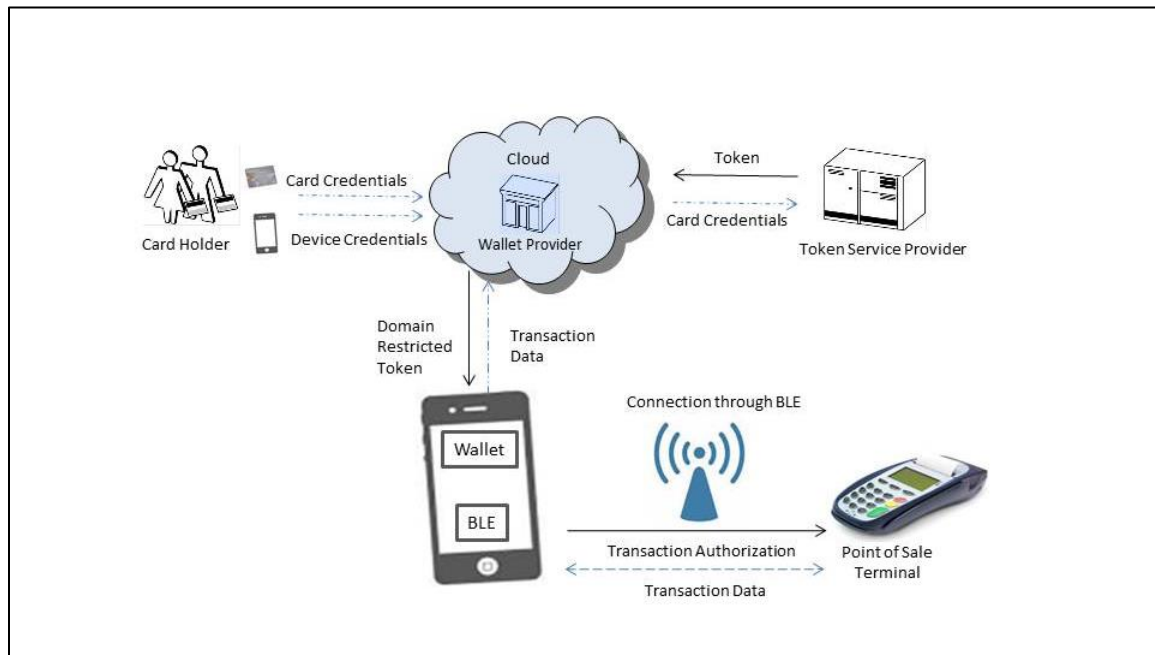 Cloud
Wallet Provider
Card Credentials
Device Credentials
Card Holder
Token
Card Credentials
Token Service Provider
Domain
Restricted
Token
Transaction
Data
Connection through BLE
Wallet
BLE
Transaction Authorization
Transaction Data
Point of Sale
Terminal